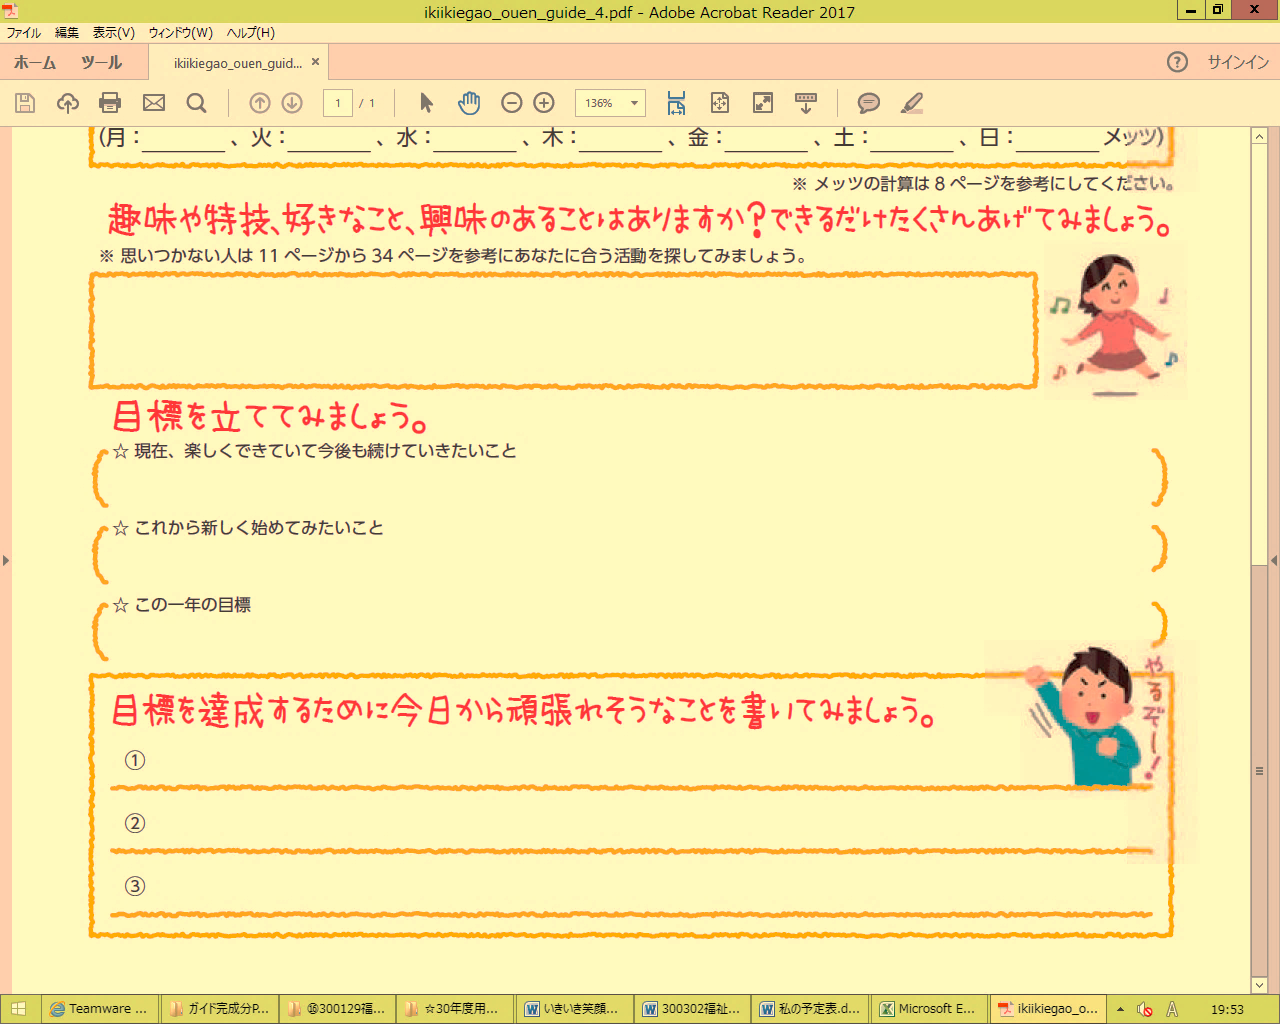 ikiikiegao_ouen_guide_4.pdf - Adobe Acrobat Reader 2017
ファイル 編集 表示(V) ウィンドウ(W) ヘルプ(H)
ホーム ツール ikiikiegao_ouen_guid... × ? サインイン
1 / 1 136%
(月:________、火:________、水:________、木:________、金:________、土:________、日:________メッツ)
※ メッツの計算は 8 ページを参考にしてください。
趣味や特技、好きなこと、興味のあることはありますか?できるだけたくさんあげてみましょう。
※ 思いつかない人は 11 ページから 34 ページを参考にあなたに合う活動を探してみましょう。
目標を立ててみましょう。
☆ 現在、楽しくできていて今後も続けていきたいこと
☆ これから新しく始めてみたいこと
☆ この一年の目標
やるぞー!
目標を達成するために今日から頑張れそうなことを書いてみましょう。
①
②
③
Teamware ... ガイド完成分P... ⑯300129福... ☆30年度用... いきいき笑顔... 300302福祉... 私の予定表.d... Microsoft E... ikiikiegao_o... A 19:53